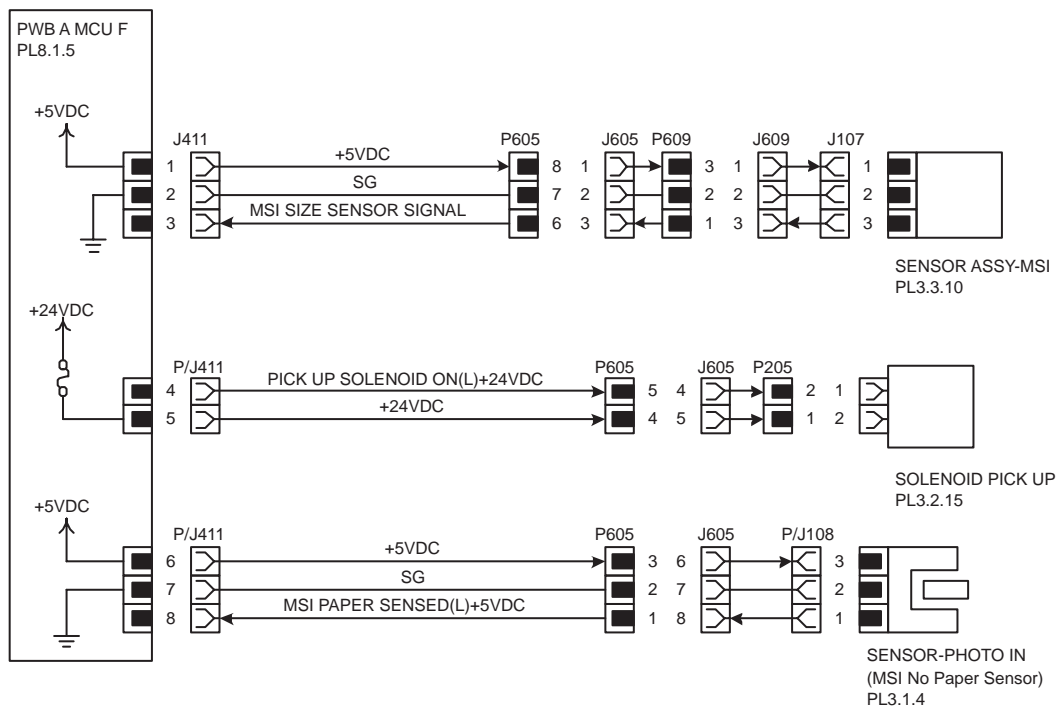 PWB A MCU F
PL8.1.5
+5VDC
J411 P605 J605 P609 J609 J107
1 +5VDC 8 1 3 1 1
2 SG 7 2 2 2 2
3 MSI SIZE SENSOR SIGNAL 6 3 1 3 3
SENSOR ASSY-MSI
PL3.3.10
+24VDC
P/J411 P605 J605 P205
4 PICK UP SOLENOID ON(L)+24VDC 5 4 2 1
5 +24VDC 4 5 1 2
SOLENOID PICK UP
PL3.2.15
+5VDC
P/J411 P605 J605 P/J108
6 +5VDC 3 6 3
7 SG 2 7 2
8 MSI PAPER SENSED(L)+5VDC 1 8 1
SENSOR-PHOTO IN
(MSI No Paper Sensor)
PL3.1.4